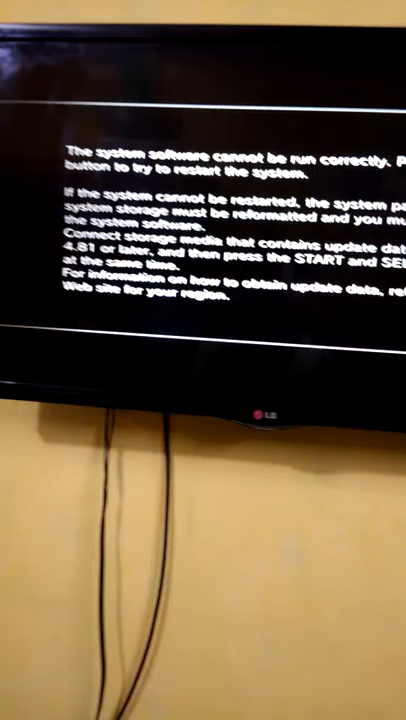 The system software cannot be run correctly. P
button to try to restart the system.
If the system cannot be restarted, the system pa
system storage must be reformatted and you mu
the system software.
Connect storage media that contains update dat
4.81 or later, and then press the START and SEL
at the same time.
For information on how to obtain update data, ref
Web site for your region.
LG